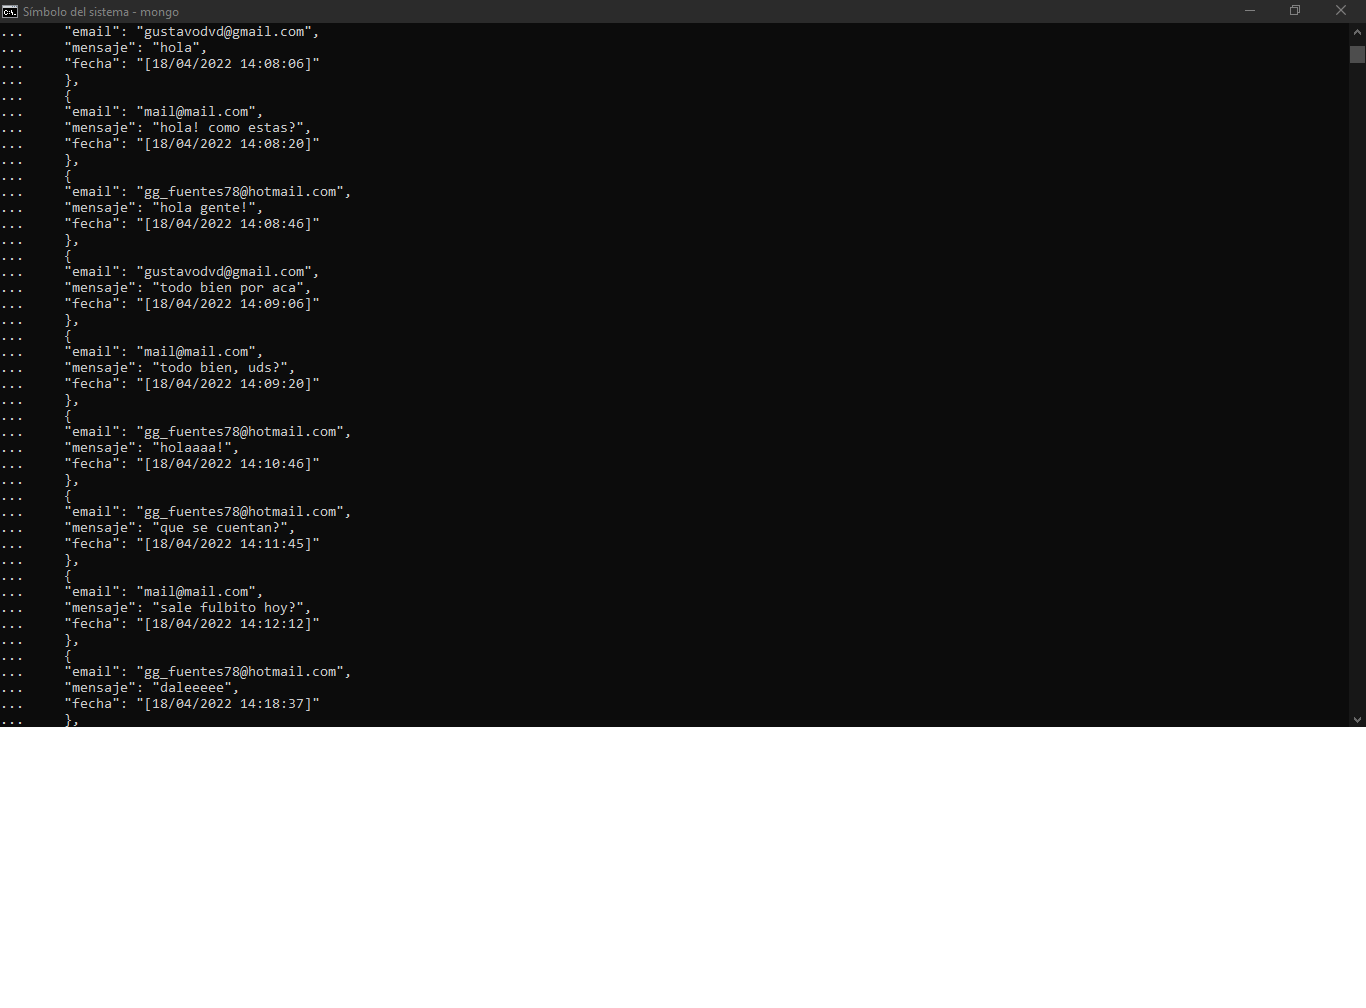 Símbolo del sistema - mongo
...     "email": "gustavodvd@gmail.com",
...     "mensaje": "hola",
...     "fecha": "[18/04/2022 14:08:06]"
...     },
...     {
...     "email": "mail@mail.com",
...     "mensaje": "hola! como estas?",
...     "fecha": "[18/04/2022 14:08:20]"
...     },
...     {
...     "email": "gg_fuentes78@hotmail.com",
...     "mensaje": "hola gente!",
...     "fecha": "[18/04/2022 14:08:46]"
...     },
...     {
...     "email": "gustavodvd@gmail.com",
...     "mensaje": "todo bien por aca",
...     "fecha": "[18/04/2022 14:09:06]"
...     },
...     {
...     "email": "mail@mail.com",
...     "mensaje": "todo bien, uds?",
...     "fecha": "[18/04/2022 14:09:20]"
...     },
...     {
...     "email": "gg_fuentes78@hotmail.com",
...     "mensaje": "holaaaa!",
...     "fecha": "[18/04/2022 14:10:46]"
...     },
...     {
...     "email": "gg_fuentes78@hotmail.com",
...     "mensaje": "que se cuentan?",
...     "fecha": "[18/04/2022 14:11:45]"
...     },
...     {
...     "email": "mail@mail.com",
...     "mensaje": "sale fulbito hoy?",
...     "fecha": "[18/04/2022 14:12:12]"
...     },
...     {
...     "email": "gg_fuentes78@hotmail.com",
...     "mensaje": "daleeeee",
...     "fecha": "[18/04/2022 14:18:37]"
...     },